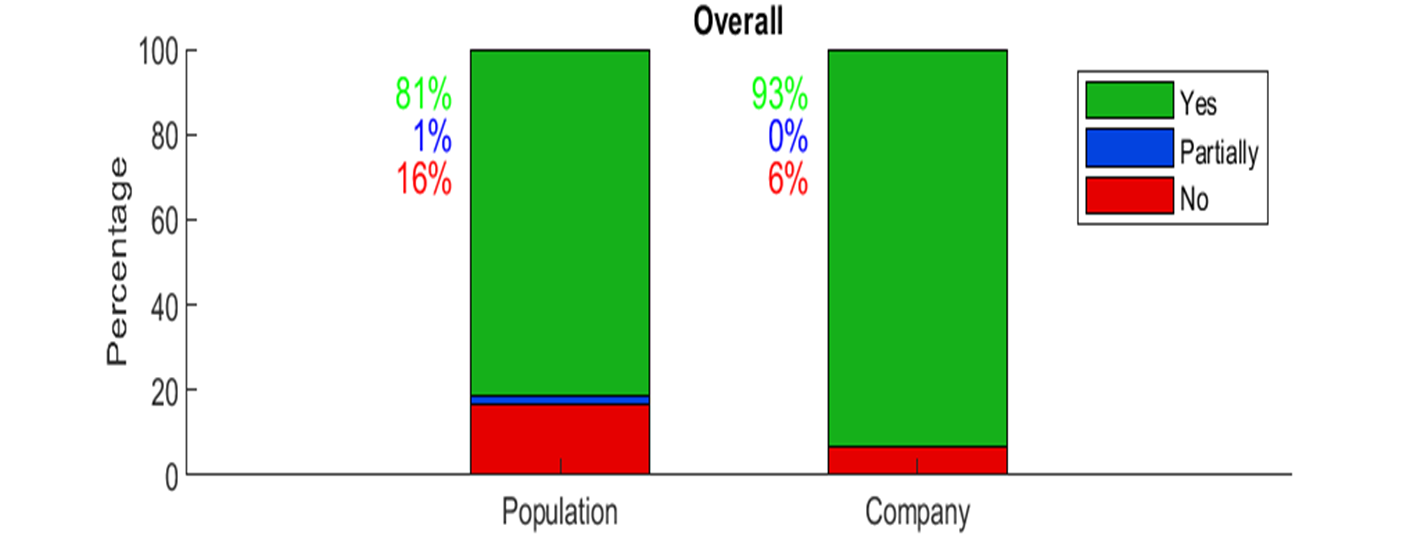 Overall
Percentage
100
80
60
40
20
0
81%
1%
16%
93%
0%
6%
Yes
Partially
No
Population
Company